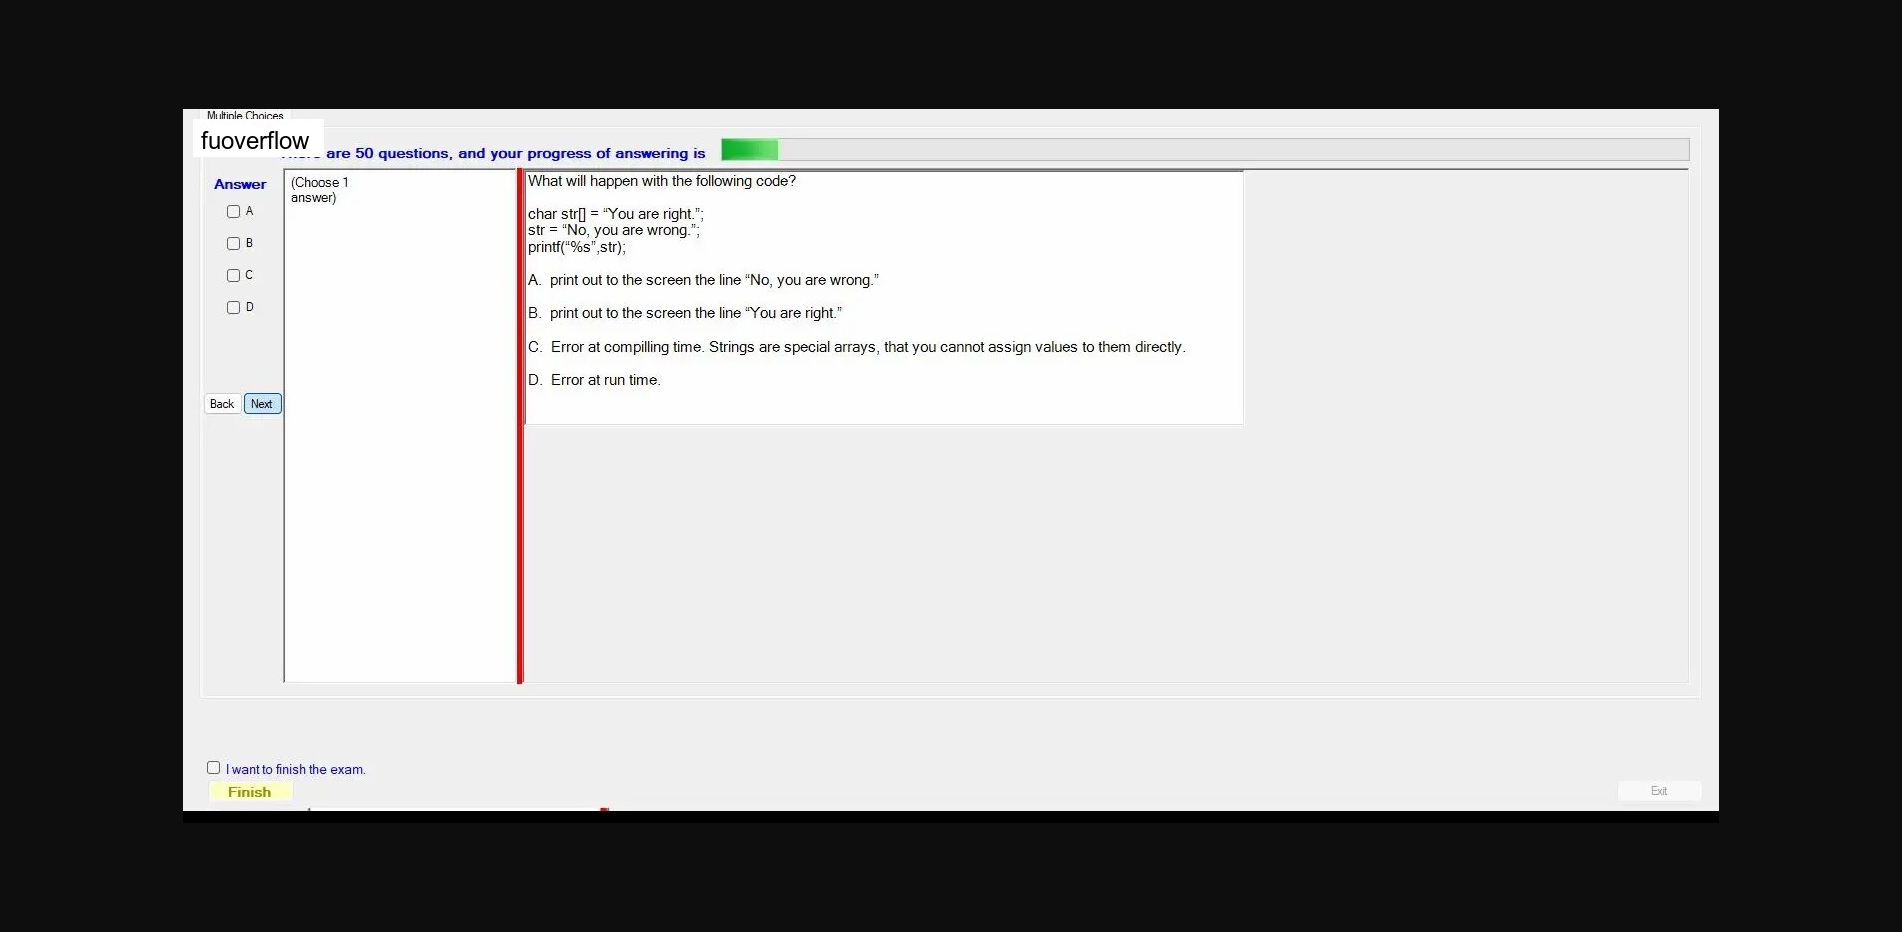 Multiple Choices
fuoverflow
are 50 questions, and your progress of answering is
Answer
(Choose 1
answer)
A
B
C
D
Back
Next
What will happen with the following code?
char str[] = “You are right.”;
str = “No, you are wrong.”;
printf(“%s”,str);
A. print out to the screen the line “No, you are wrong.”
B. print out to the screen the line “You are right.”
C. Error at compilling time. Strings are special arrays, that you cannot assign values to them directly.
D. Error at run time.
I want to finish the exam.
Finish
Exit